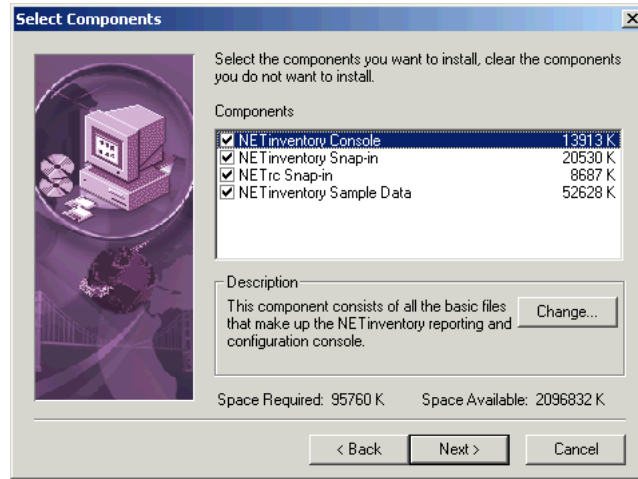 Select Components
Select the components you want to install, clear the components
you do not want to install.
Components
NETinventory Console 13913 K
NETinventory Snap-in 20530 K
NETrc Snap-in 8687 K
NETinventory Sample Data 52628 K
Description
This component consists of all the basic files
that make up the NETinventory reporting and
configuration console.
Change...
Space Required: 95760 K Space Available: 2096832 K
< Back Next > Cancel